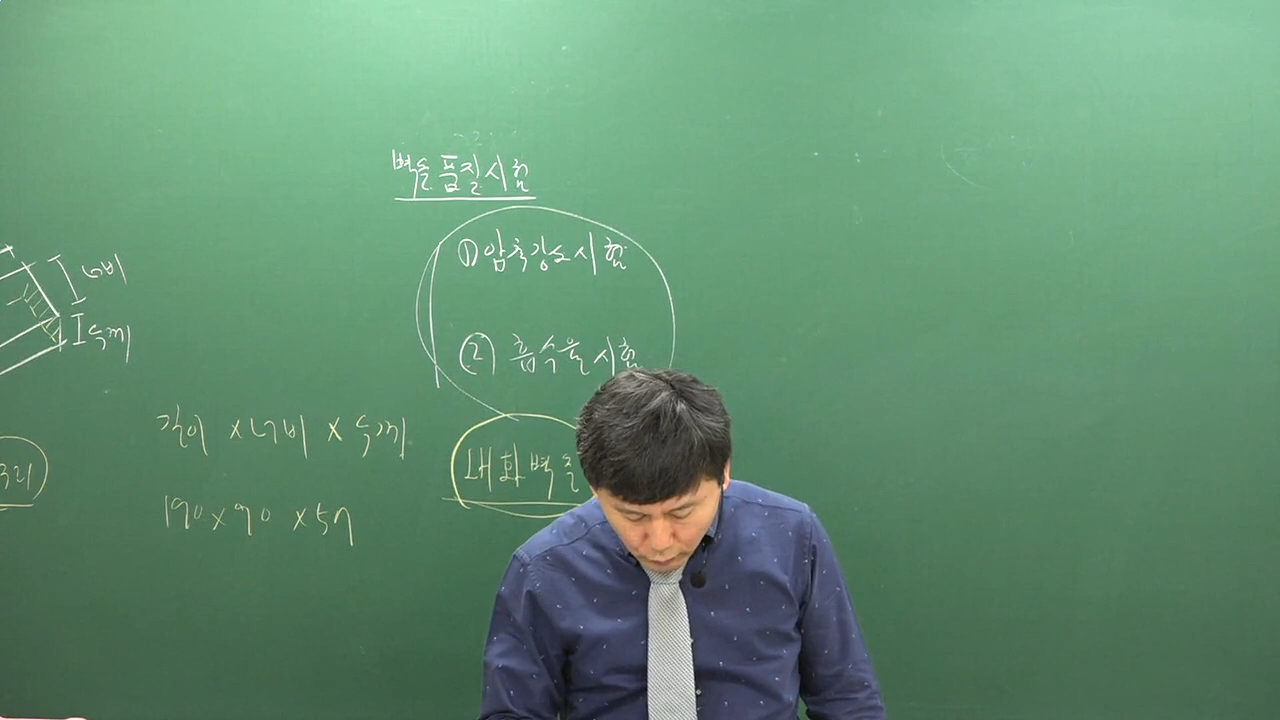 벽돌 품질시험
① 압축강도시험
② 흡수율 시험
내화벽돌
너비
두께
길이 x 너비 x 두께
190 x 90 x 57